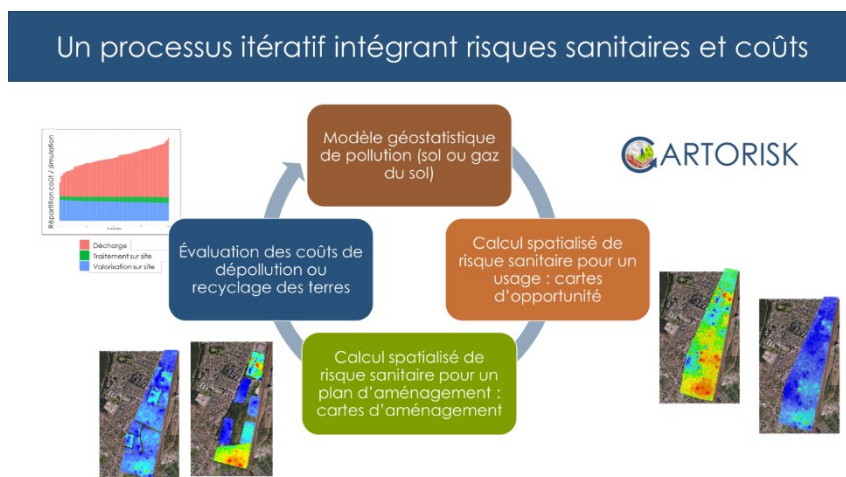 Un processus itératif intégrant risques sanitaires et coûts
Modèle géostatistique
de pollution (sol ou gaz
du sol)
ARTORISK
Répartition coût / simulation
Décharge
Traitement sur site
Valorisation sur site
Évaluation des coûts de
dépollution ou
recyclage des terres
Calcul spatialisé de
risque sanitaire pour un
usage : cartes
d'opportunité
Calcul spatialisé de
risque sanitaire pour un
plan d'aménagement :
cartes d'aménagement